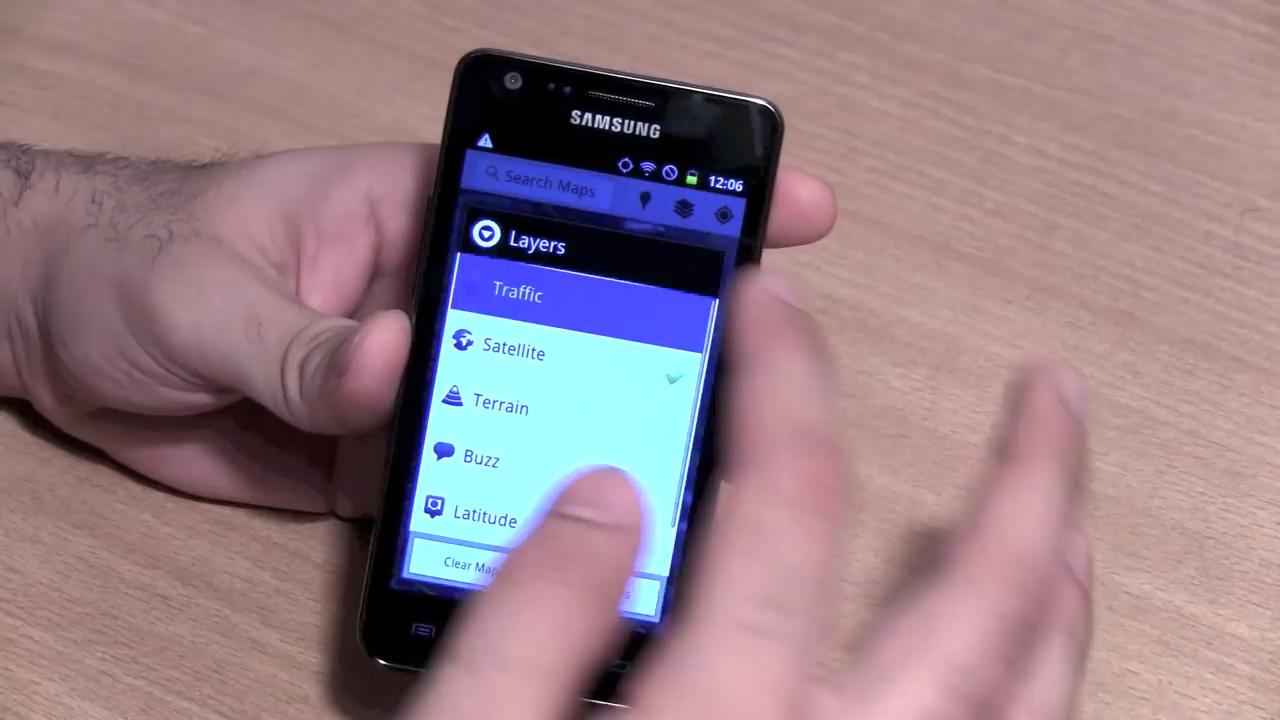 SAMSUNG
12:06
Search Maps
Layers
Traffic
Satellite
Terrain
Buzz
Latitude
Clear Map